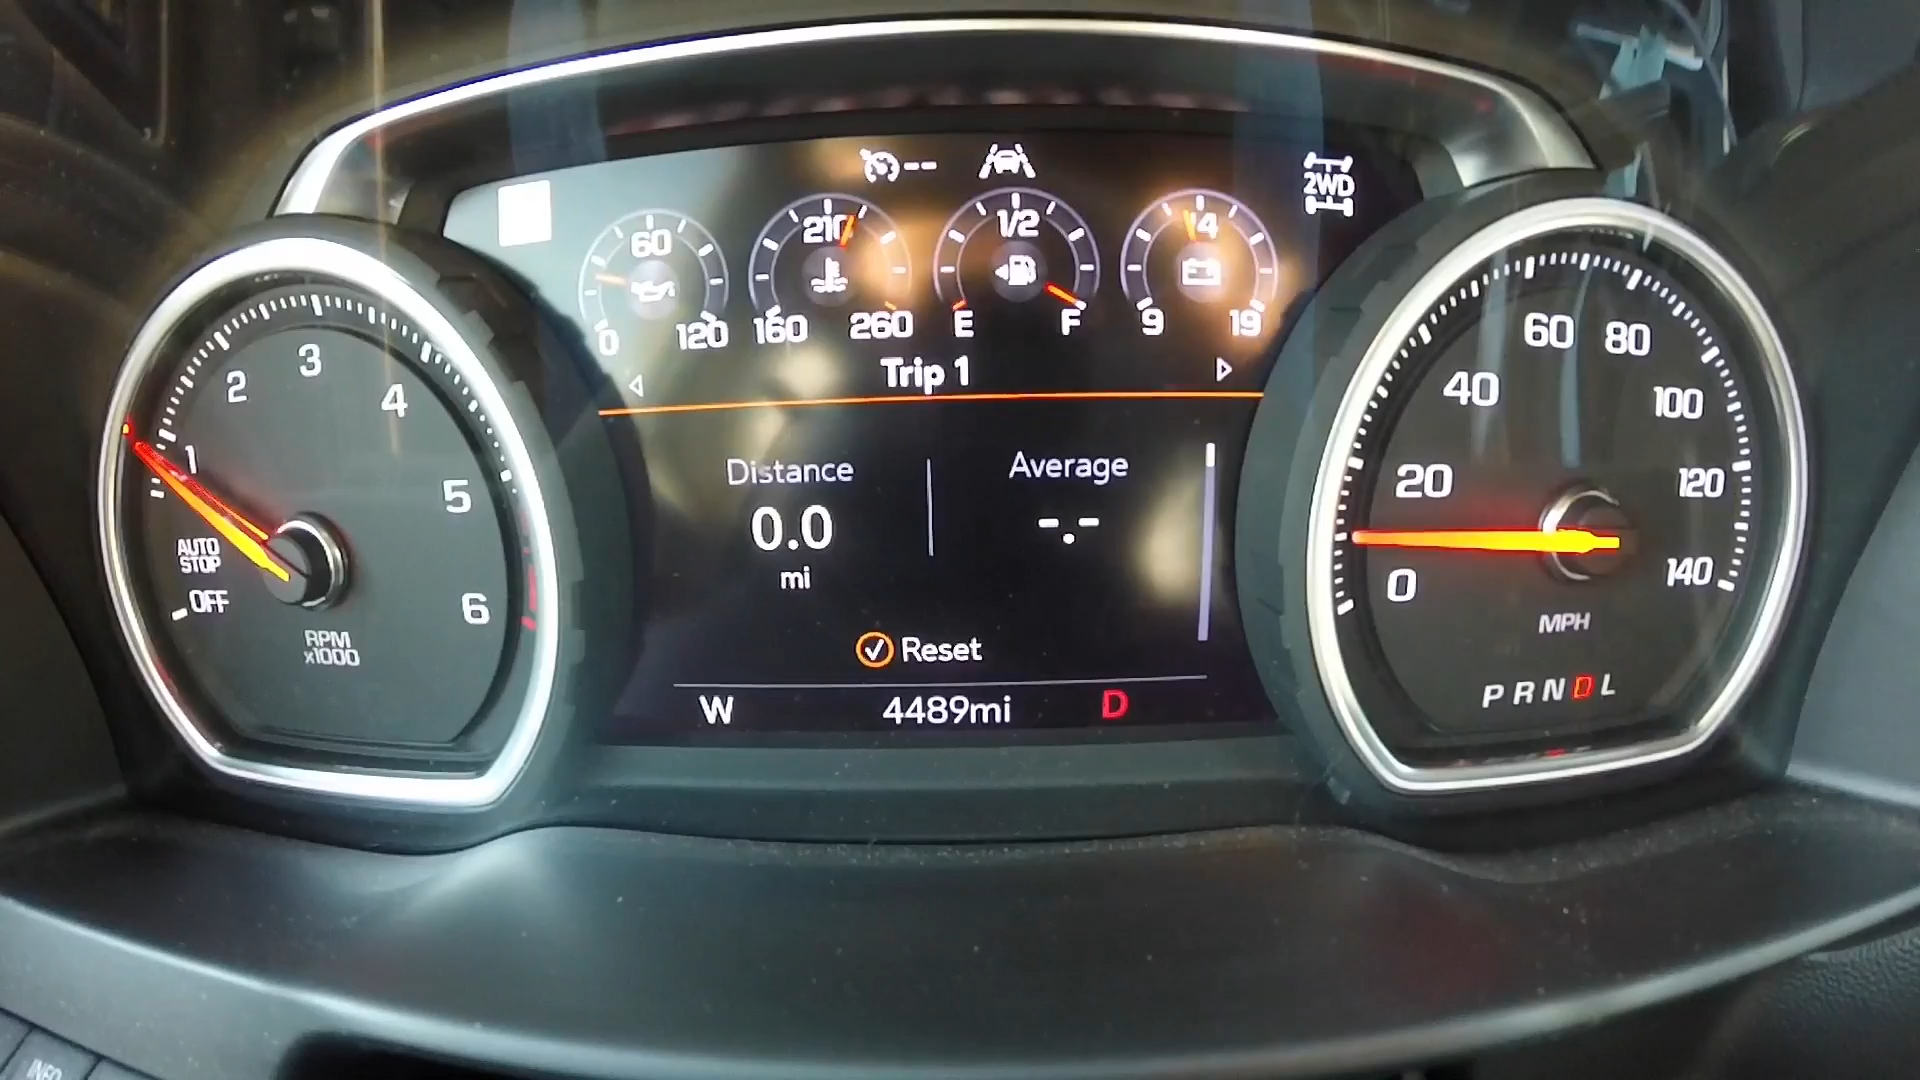 2WD
60
0 120
210
160 260
1/2
E F
14
9 19
Trip 1
1
2
3
4
5
6
AUTO
STOP
OFF
RPM
x1000
Distance
0.0
mi
Average
-.-
Reset
W 4489mi D
0
20
40
60
80
100
120
140
MPH
PRNDL
INFO